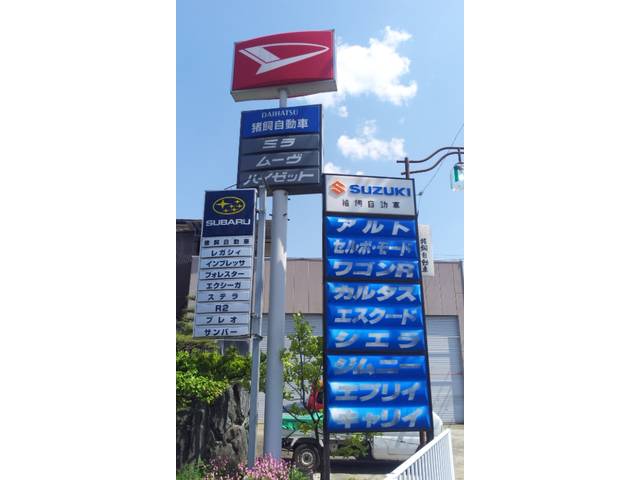 DAIHATSU
猪飼自動車
ミラ
ムーヴ
ハイゼット
SUBARU
猪飼自動車
レガシィ
インプレッサ
フォレスター
エクシーガ
ステラ
R2
プレオ
サンバー
SUZUKI
猪飼自動車
アルト
セルボ・モード
ワゴンR
カルタス
エスクード
シエラ
ジムニー
エブリイ
キャリイ
猪飼自動車